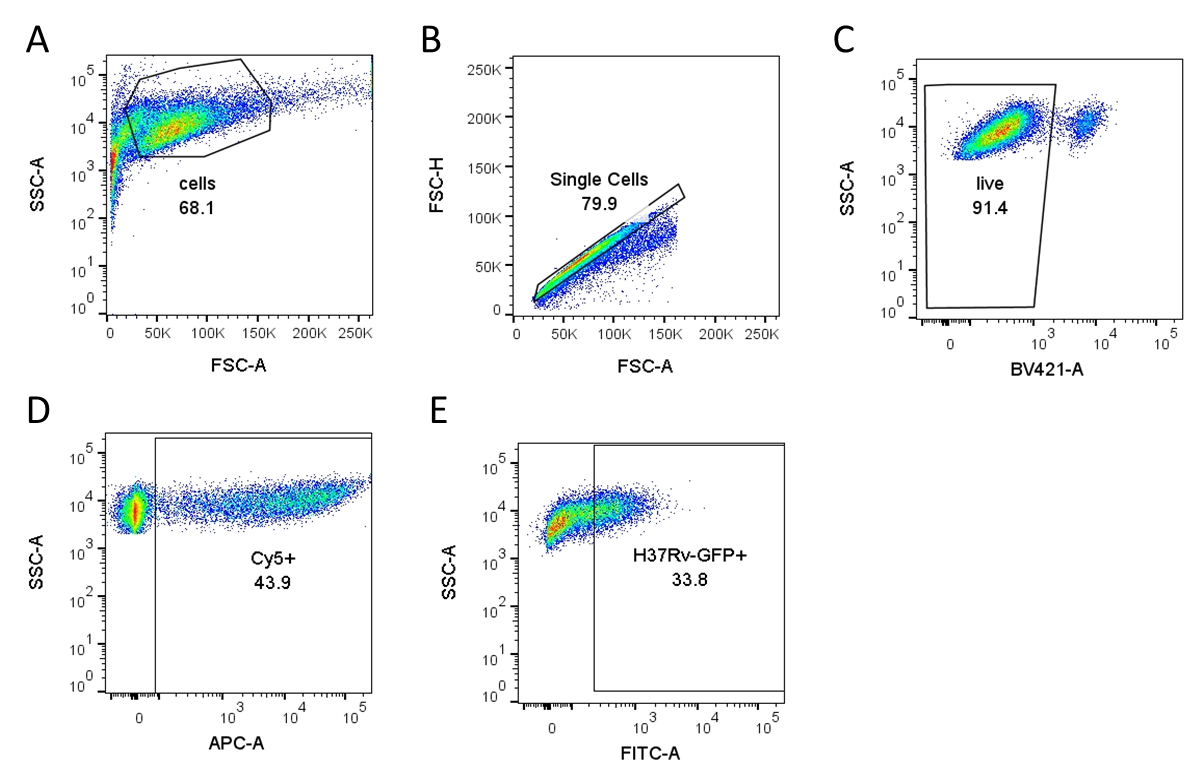 A
SSC-A
10^5
10^4
10^3
10^2
10^1
10^0
cells
68.1
0 50K 100K 150K 200K 250K
FSC-A
B
FSC-H
250K
200K
150K
100K
50K
0
Single Cells
79.9
0 50K 100K 150K 200K 250K
FSC-A
C
SSC-A
10^5
10^4
10^3
10^2
10^1
0
live
91.4
0 10^3 10^4 10^5
BV421-A
D
SSC-A
10^5
10^4
10^3
10^2
10^1
10^0
Cy5+
43.9
0 10^3 10^4 10^5
APC-A
E
SSC-A
10^5
10^4
10^3
10^2
10^1
10^0
H37Rv-GFP+
33.8
0 10^3 10^4 10^5
FITC-A